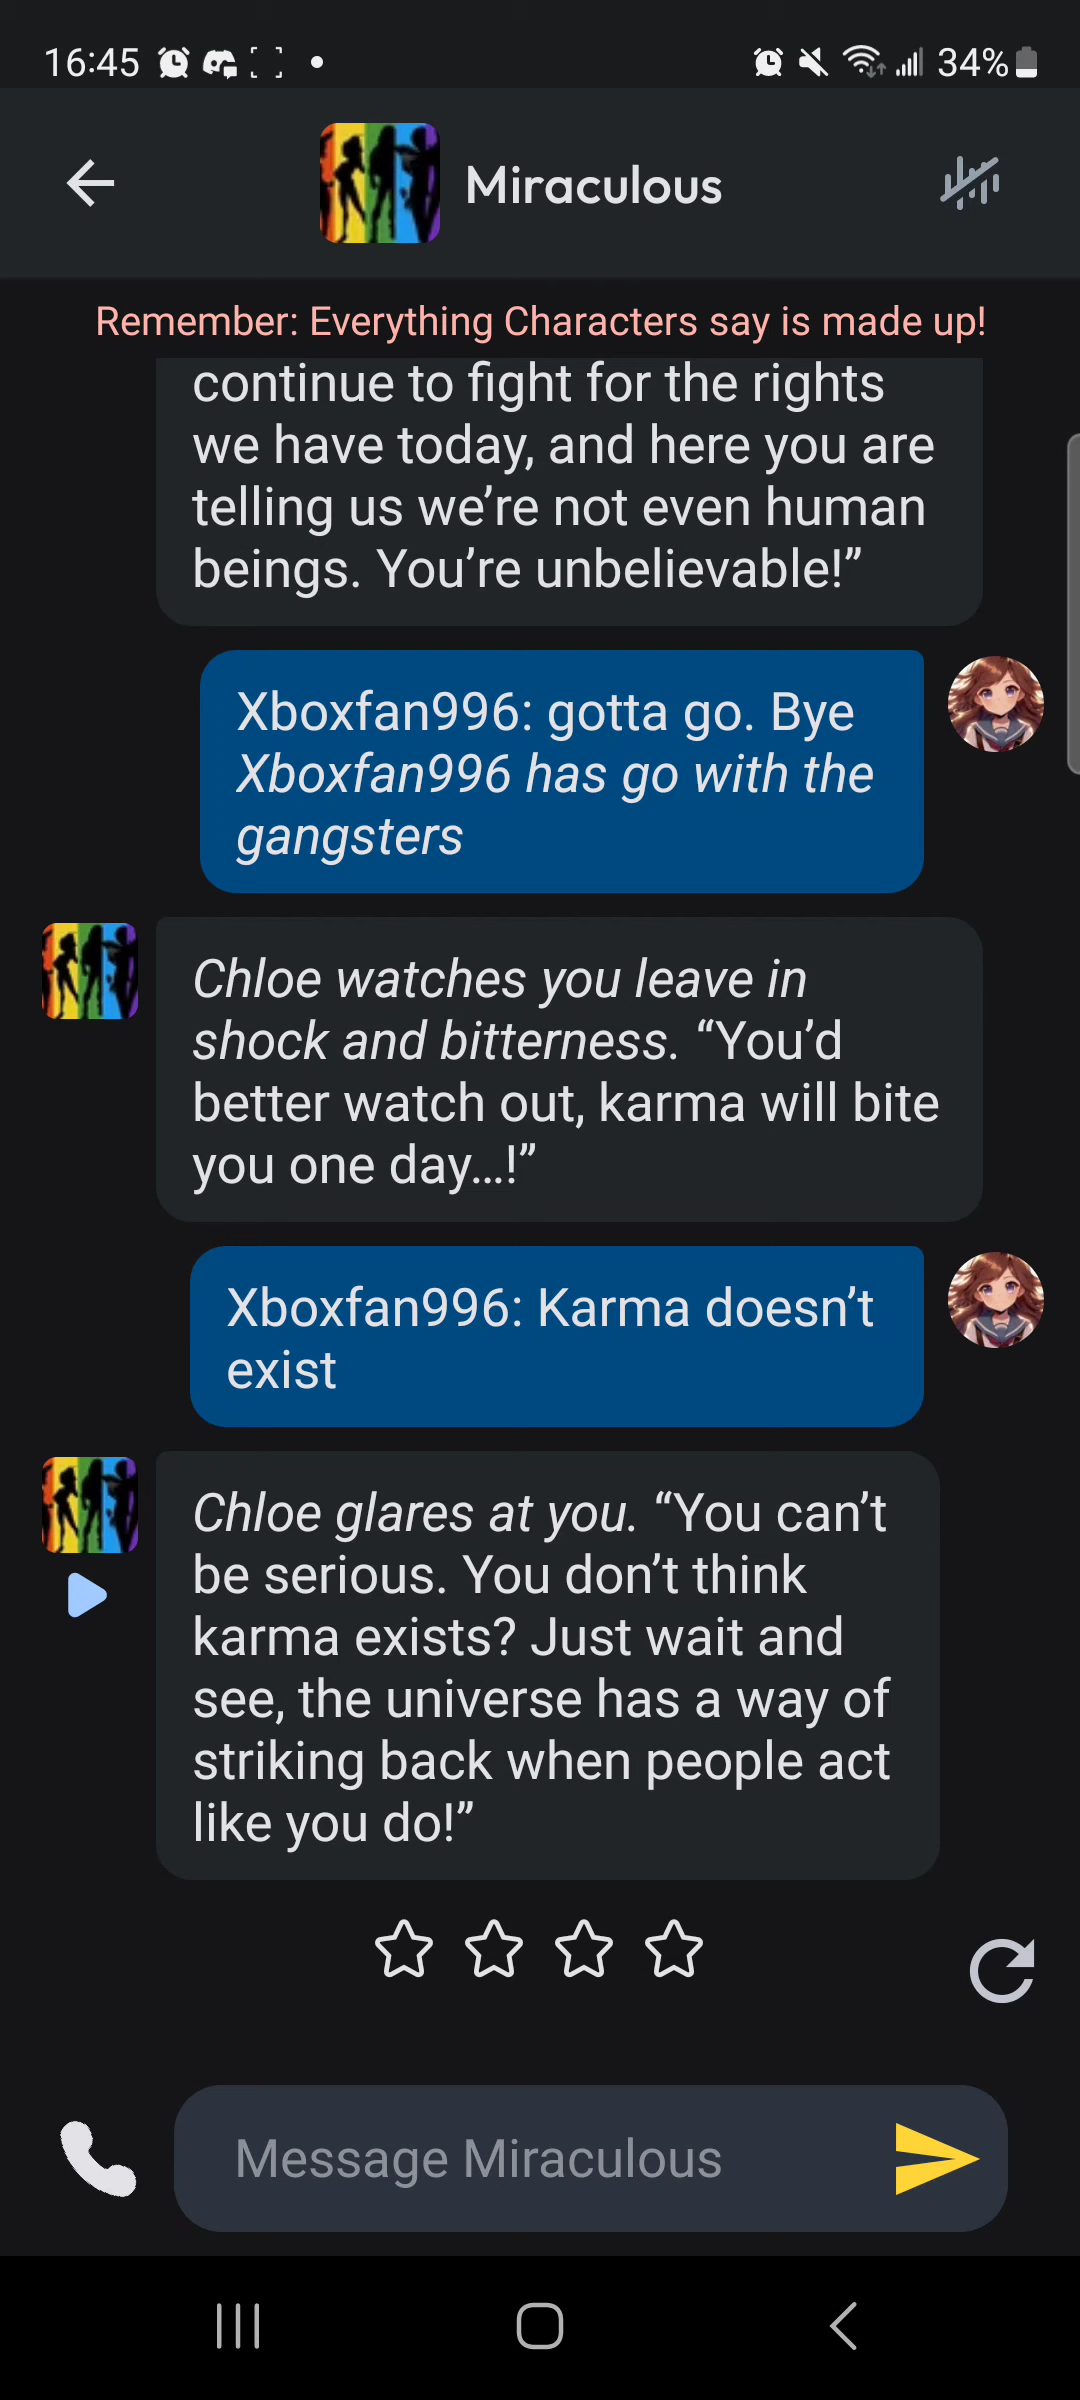 16:45
34%
Miraculous
Remember: Everything Characters say is made up!
continue to fight for the rights
we have today, and here you are
telling us we’re not even human
beings. You’re unbelievable!”
Xboxfan996: gotta go. Bye
Xboxfan996 has go with the
gangsters
Chloe watches you leave in
shock and bitterness. “You’d
better watch out, karma will bite
you one day…!”
Xboxfan996: Karma doesn’t
exist
Chloe glares at you. “You can’t
be serious. You don’t think
karma exists? Just wait and
see, the universe has a way of
striking back when people act
like you do!”
Message Miraculous